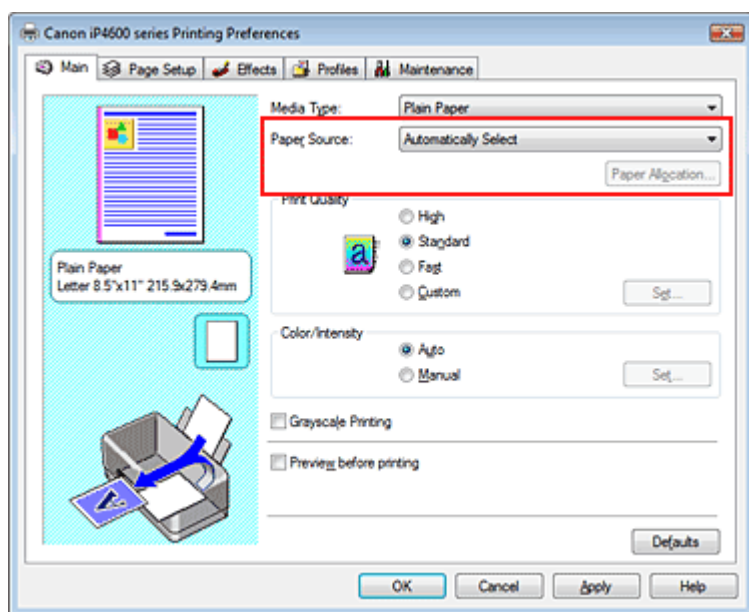 Canon iP4600 series Printing Preferences
Main
Page Setup
Effects
Profiles
Maintenance
Media Type:
Plain Paper
Paper Source:
Automatically Select
Paper Allocation...
Print Quality
High
Standard
Fast
Custom
Set...
Plain Paper
Letter 8.5"x11" 215.9x279.4mm
Color/Intensity
Auto
Manual
Set...
Grayscale Printing
Preview before printing
Defaults
OK
Cancel
Apply
Help